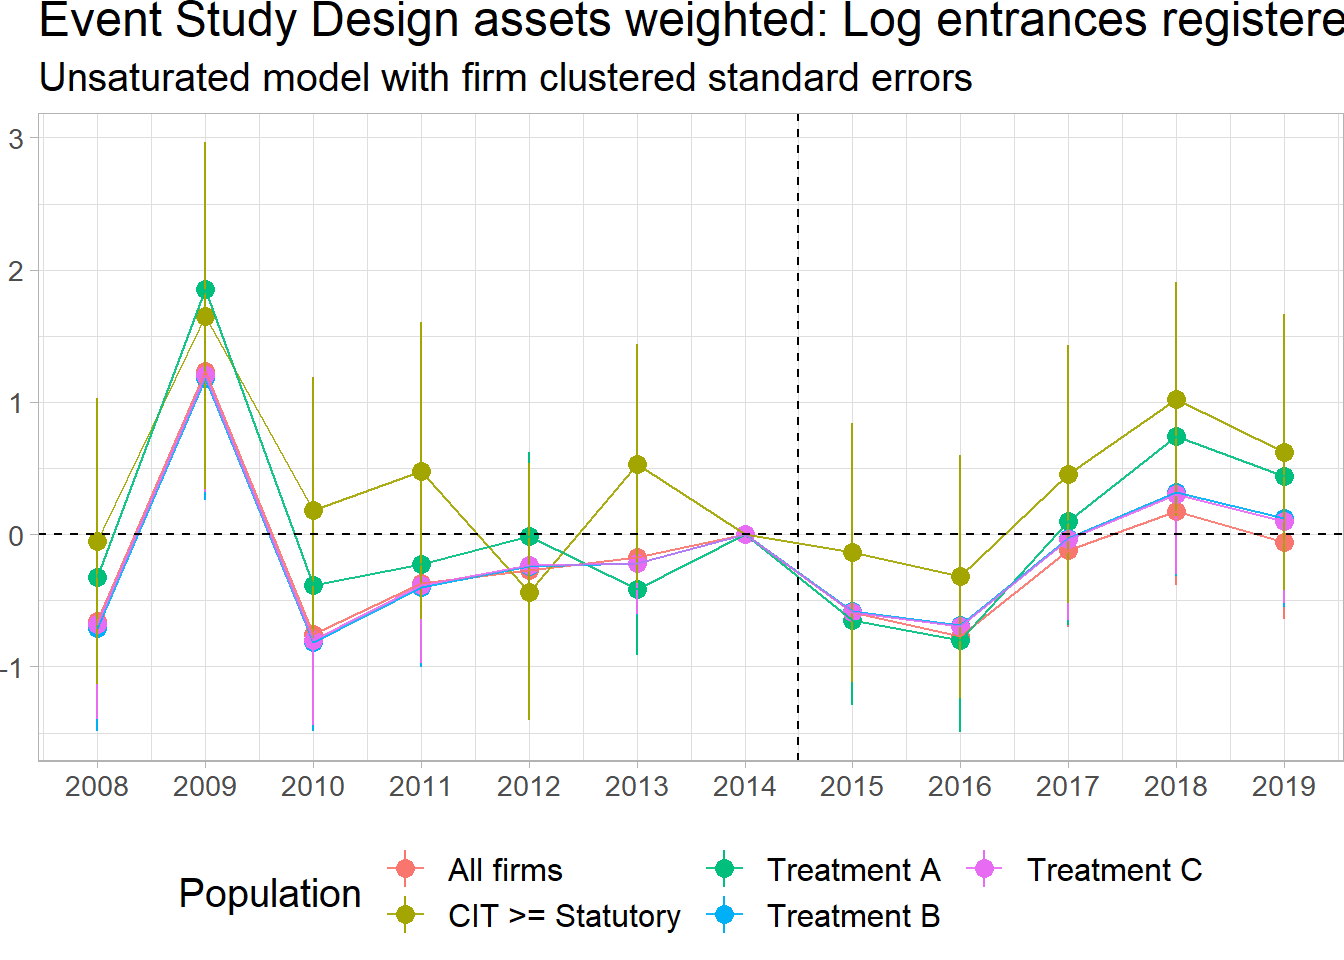 Event Study Design assets weighted: Log entrances registere
Unsaturated model with firm clustered standard errors
3
2
1
0
-1
2008 2009 2010 2011 2012 2013 2014 2015 2016 2017 2018 2019
Population
All firms Treatment A Treatment C
CIT >= Statutory Treatment B